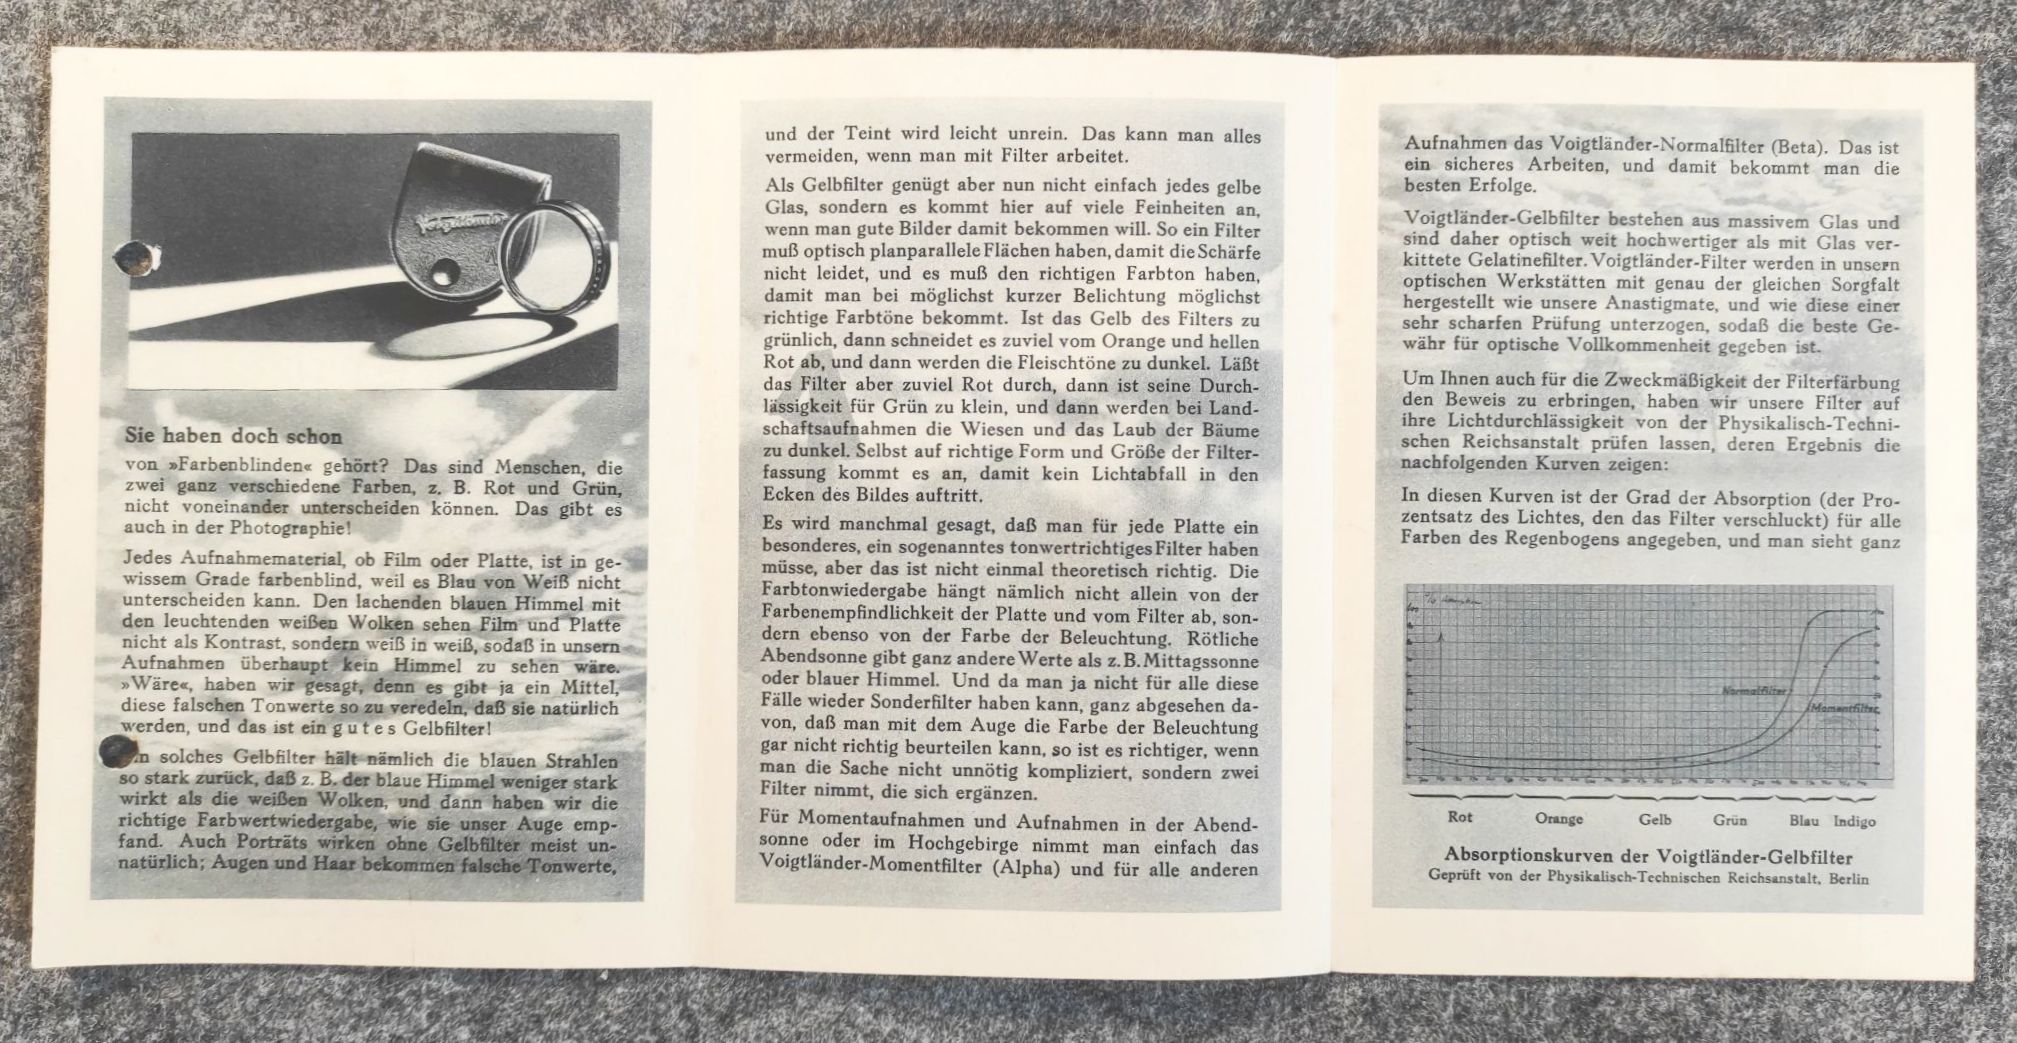 Voigtländer
Sie haben doch schon
von »Farbenblinden« gehört? Das sind Menschen, die
zwei ganz verschiedene Farben, z. B. Rot und Grün,
nicht voneinander unterscheiden können. Das gibt es
auch in der Photographie!
Jedes Aufnahmematerial, ob Film oder Platte, ist in ge-
wissem Grade farbenblind, weil es Blau von Weiß nicht
unterscheiden kann. Den lachenden blauen Himmel mit
den leuchtenden weißen Wolken sehen Film und Platte
nicht als Kontrast, sondern weiß in weiß, sodaß in unsern
Aufnahmen überhaupt kein Himmel zu sehen wäre.
»Wäre«, haben wir gesagt, denn es gibt ja ein Mittel,
diese falschen Tonwerte so zu veredeln, daß sie natürlich
werden, und das ist ein gutes Gelbfilter!
n solches Gelbfilter hält nämlich die blauen Strahlen
so stark zurück, daß z. B. der blaue Himmel weniger stark
wirkt als die weißen Wolken, und dann haben wir die
richtige Farbwertwiedergabe, wie sie unser Auge emp-
fand. Auch Porträts wirken ohne Gelbfilter meist un-
natürlich; Augen und Haar bekommen falsche Tonwerte,
und der Teint wird leicht unrein. Das kann man alles
vermeiden, wenn man mit Filter arbeitet.
Als Gelbfilter genügt aber nun nicht einfach jedes gelbe
Glas, sondern es kommt hier auf viele Feinheiten an,
wenn man gute Bilder damit bekommen will. So ein Filter
muß optisch planparallele Flächen haben, damit die Schärfe
nicht leidet, und es muß den richtigen Farbton haben,
damit man bei möglichst kurzer Belichtung möglichst
richtige Farbtöne bekommt. Ist das Gelb des Filters zu
grünlich, dann schneidet es zuviel vom Orange und hellen
Rot ab, und dann werden die Fleischtöne zu dunkel. Läßt
das Filter aber zuviel Rot durch, dann ist seine Durch-
lässigkeit für Grün zu klein, und dann werden bei Land-
schaftsaufnahmen die Wiesen und das Laub der Bäume
zu dunkel. Selbst auf richtige Form und Größe der Filter-
fassung kommt es an, damit kein Lichtabfall in den
Ecken des Bildes auftritt.
Es wird manchmal gesagt, daß man für jede Platte ein
besonderes, ein sogenanntes tonwertrichtiges Filter haben
müsse, aber das ist nicht einmal theoretisch richtig. Die
Farbtonwiedergabe hängt nämlich nicht allein von der
Farbenempfindlichkeit der Platte und vom Filter ab, son-
dern ebenso von der Farbe der Beleuchtung. Rötliche
Abendsonne gibt ganz andere Werte als z. B. Mittagssonne
oder blauer Himmel. Und da man ja nicht für alle diese
Fälle wieder Sonderfilter haben kann, ganz abgesehen da-
von, daß man mit dem Auge die Farbe der Beleuchtung
gar nicht richtig beurteilen kann, so ist es richtiger, wenn
man die Sache nicht unnötig kompliziert, sondern zwei
Filter nimmt, die sich ergänzen.
Für Momentaufnahmen und Aufnahmen in der Abend-
sonne oder im Hochgebirge nimmt man einfach das
Voigtländer-Momentfilter (Alpha) und für alle anderen
Aufnahmen das Voigtländer-Normalfilter (Beta). Das ist
ein sicheres Arbeiten, und damit bekommt man die
besten Erfolge.
Voigtländer-Gelbfilter bestehen aus massivem Glas und
sind daher optisch weit hochwertiger als mit Glas ver-
kittete Gelatinefilter. Voigtländer-Filter werden in unsern
optischen Werkstätten mit genau der gleichen Sorgfalt
hergestellt wie unsere Anastigmate, und wie diese einer
sehr scharfen Prüfung unterzogen, sodaß die beste Ge-
währ für optische Vollkommenheit gegeben ist.
Um Ihnen auch für die Zweckmäßigkeit der Filterfärbung
den Beweis zu erbringen, haben wir unsere Filter auf
ihre Lichtdurchlässigkeit von der Physikalisch-Techni-
schen Reichsanstalt prüfen lassen, deren Ergebnis die
nachfolgenden Kurven zeigen:
In diesen Kurven ist der Grad der Absorption (der Pro-
zentsatz des Lichtes, den das Filter verschluckt) für alle
Farben des Regenbogens angegeben, und man sieht ganz
Normalfilter
Momentfilter
Rot Orange Gelb Grün Blau Indigo
Absorptionskurven der Voigtländer-Gelbfilter
Geprüft von der Physikalisch-Technischen Reichsanstalt, Berlin